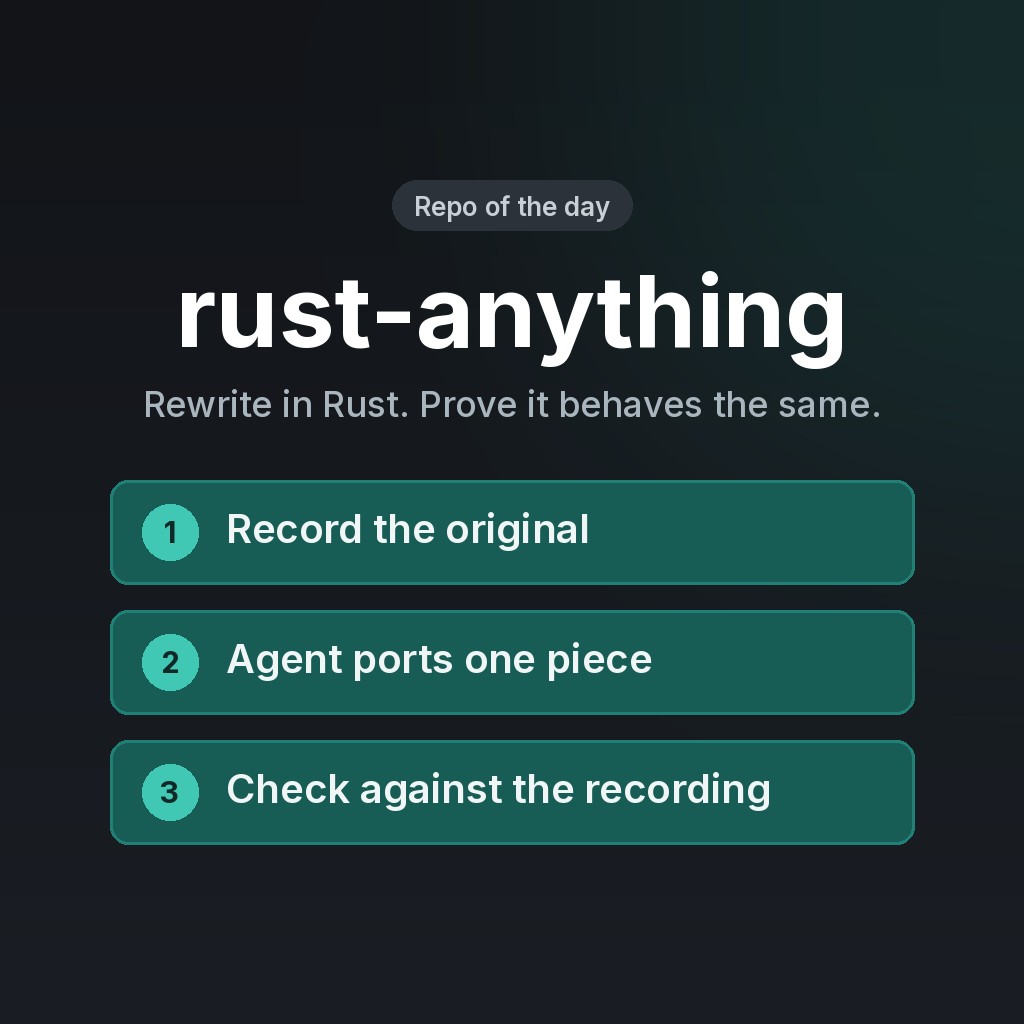 Repo of the day
rust-anything
Rewrite in Rust. Prove it behaves the same.
1 Record the original
2 Agent ports one piece
3 Check against the recording